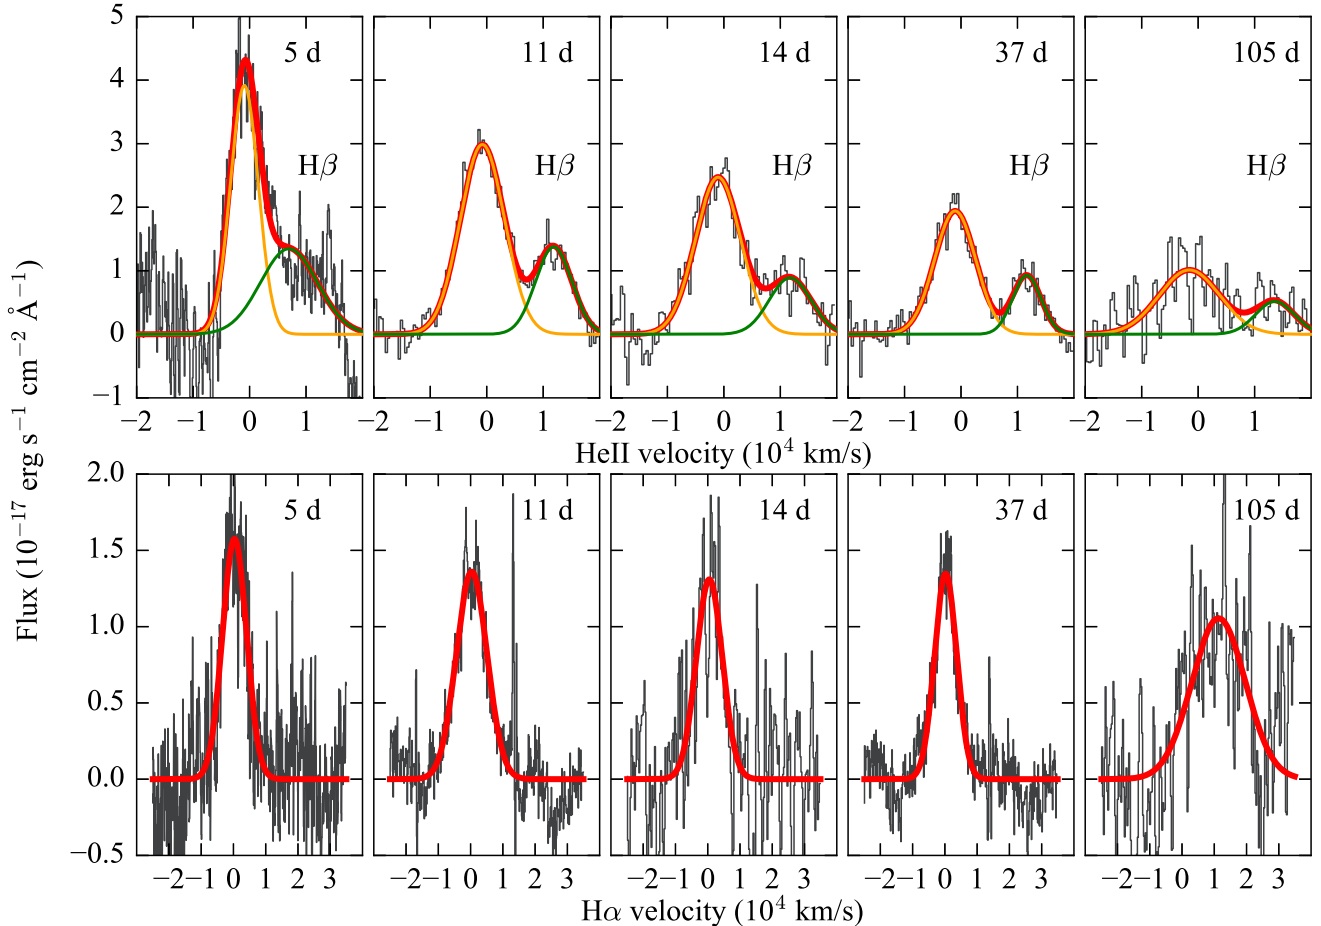 5 d 11 d 14 d 37 d 105 d
Hβ Hβ Hβ Hβ Hβ
5
4
3
2
1
0
−1
−2 −1 0 1 −2 −1 0 1 −2 −1 0 1 −2 −1 0 1 −2 −1 0 1
HeII velocity (10⁴ km/s)
Flux (10⁻¹⁷ erg s⁻¹ cm⁻² Å⁻¹)
5 d 11 d 14 d 37 d 105 d
2.0
1.5
1.0
0.5
0.0
−0.5
−2 −1 0 1 2 3 −2 −1 0 1 2 3 −2 −1 0 1 2 3 −2 −1 0 1 2 3 −2 −1 0 1 2 3
Hα velocity (10⁴ km/s)